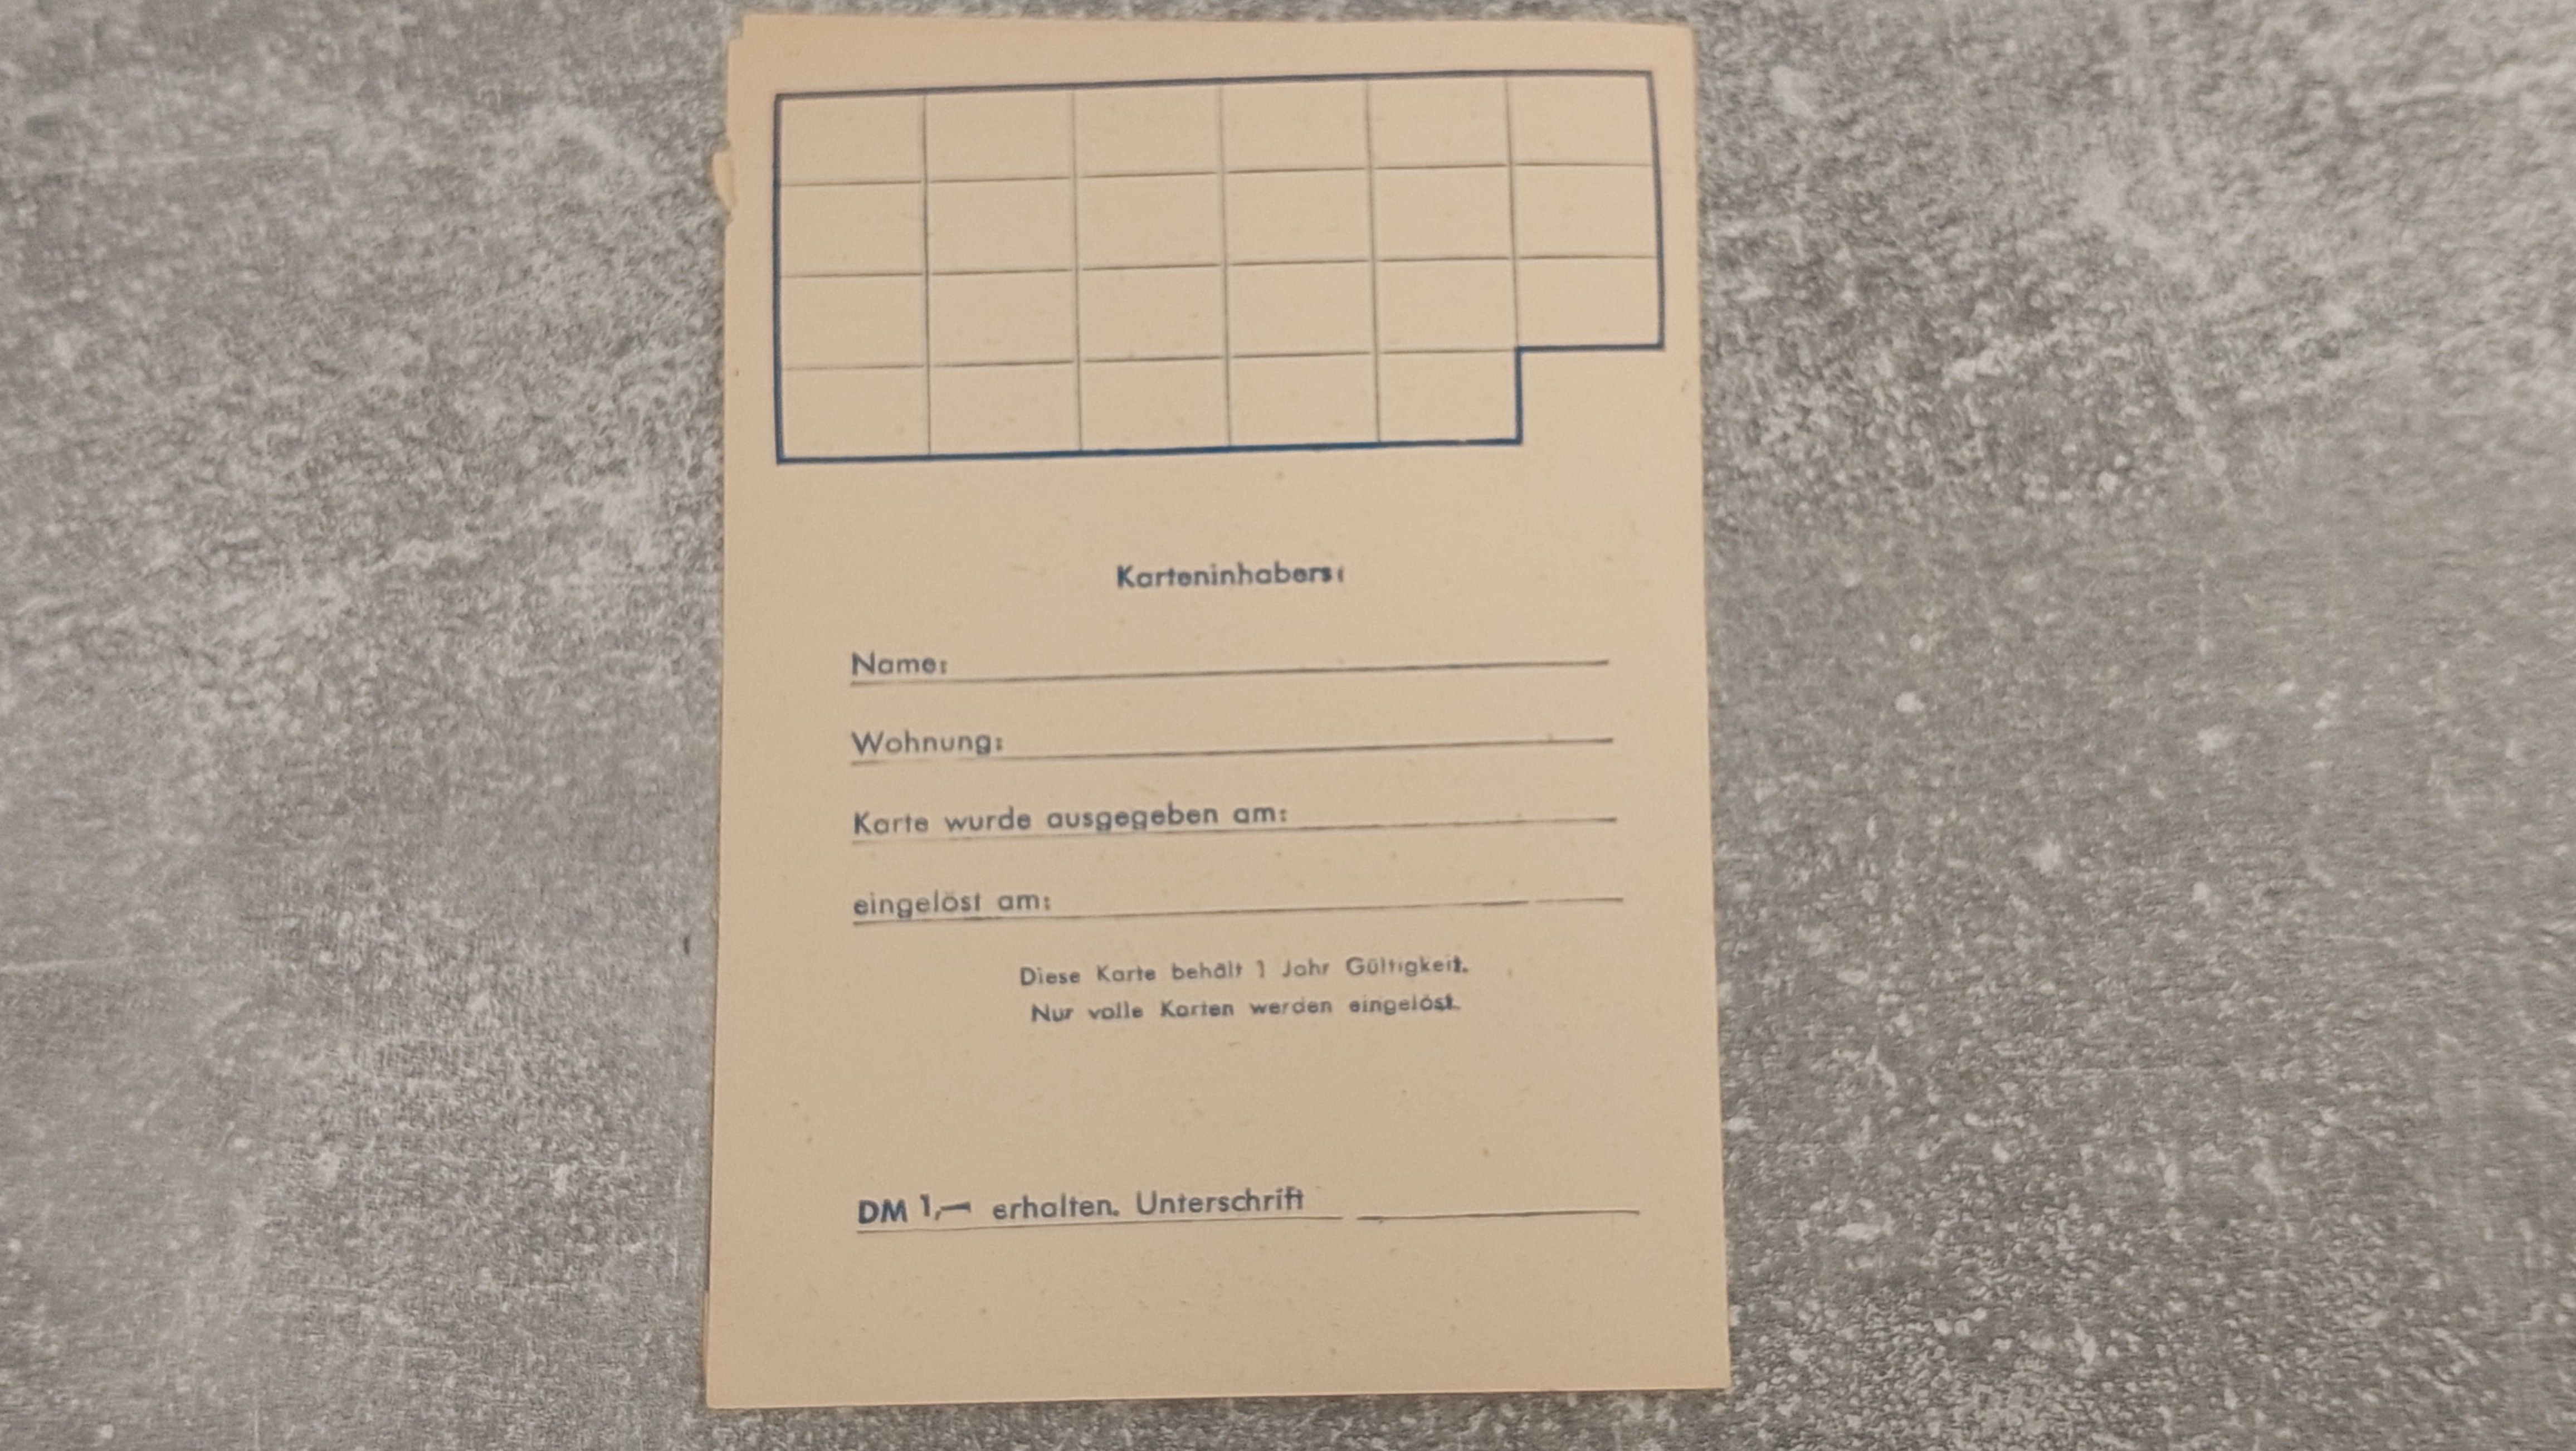 Karteninhabers:
Name:
Wohnung:
Karte wurde ausgegeben am:
eingelöst am:
Diese Karte behält 1 Jahr Gültigkeit.
Nur volle Karten werden eingelöst.
DM 1,— erhalten. Unterschrift